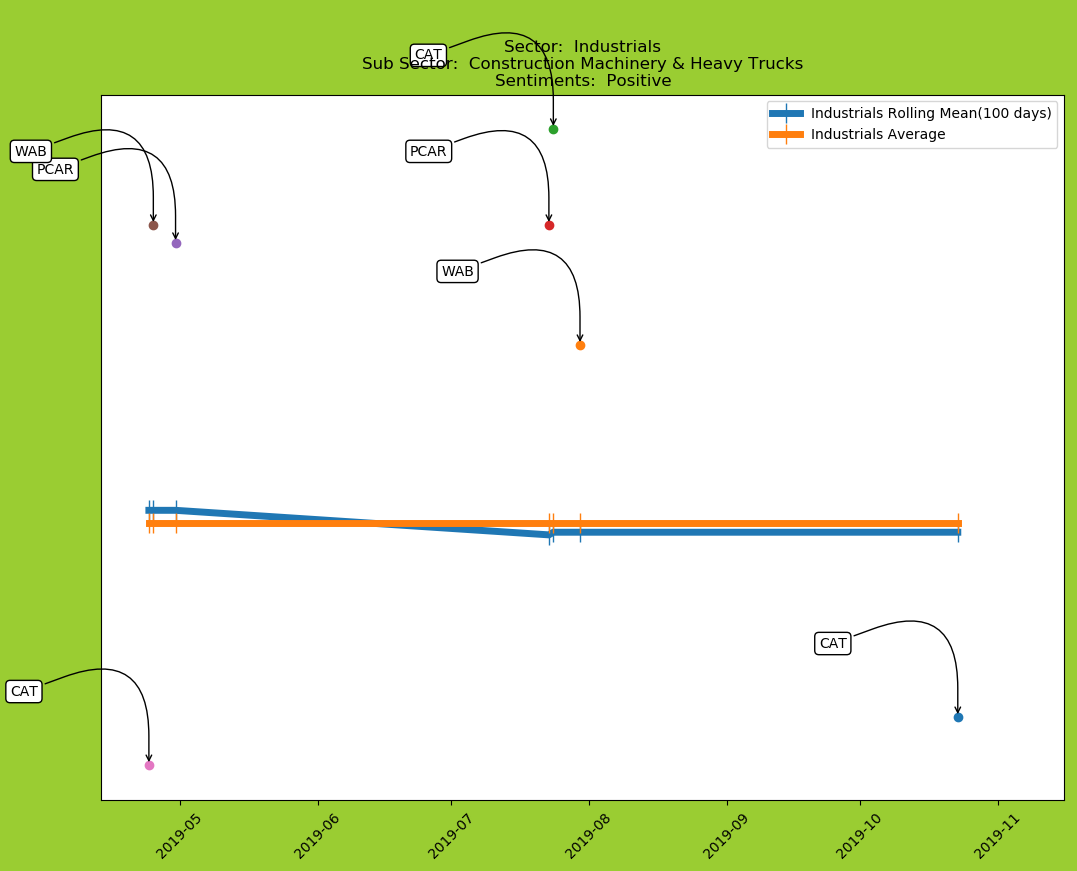 Sector:  Industrials
Sub Sector:  Construction Machinery & Heavy Trucks
Sentiments:  Positive
CAT
Industrials Rolling Mean(100 days)
Industrials Average
WAB
PCAR
PCAR
WAB
CAT
CAT
2019-05
2019-06
2019-07
2019-08
2019-09
2019-10
2019-11